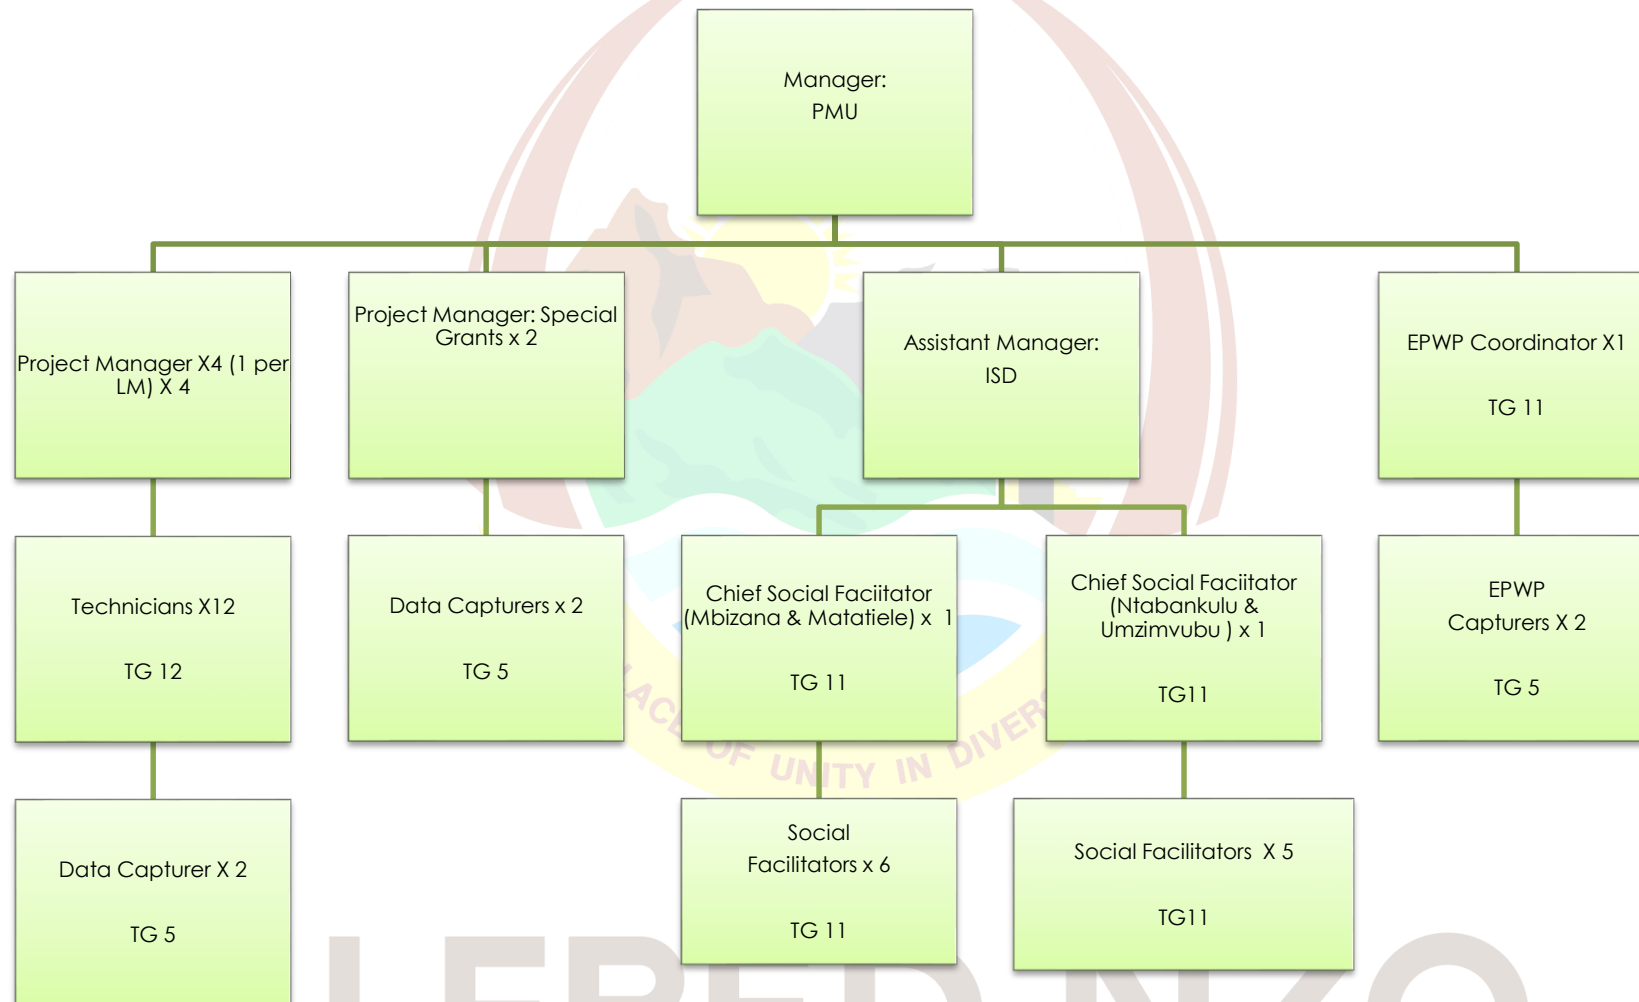 Manager:
PMU
Project Manager X4 (1 per
LM) X 4
Project Manager: Special
Grants x 2
Assistant Manager:
ISD
EPWP Coordinator X1
TG 11
Technicians X12
TG 12
Data Capturers x 2
TG 5
Chief Social Faciitator
(Mbizana & Matatiele) x 1
TG 11
Chief Social Faciitator
(Ntabankulu &
Umzimvubu ) x 1
TG11
EPWP
Capturers X 2
TG 5
Data Capturer X 2
TG 5
Social
Facilitators x 6
TG 11
Social Facilitators X 5
TG11
OF UNITY IN